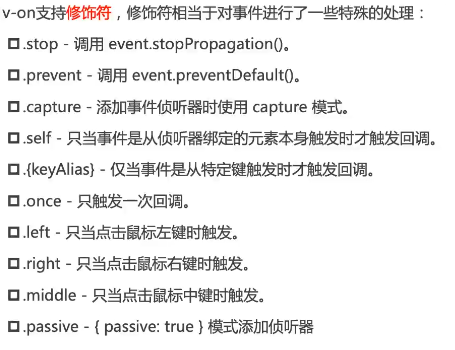 v-on支持修饰符，修饰符相当于对事件进行了一些特殊的处理：
.stop - 调用 event.stopPropagation()。
.prevent - 调用 event.preventDefault()。
.capture - 添加事件侦听器时使用 capture 模式。
.self - 只当事件是从侦听器绑定的元素本身触发时才触发回调。
.{keyAlias} - 仅当事件是从特定键触发时才触发回调。
.once - 只触发一次回调。
.left - 只当点击鼠标左键时触发。
.right - 只当点击鼠标右键时触发。
.middle - 只当点击鼠标中键时触发。
.passive - { passive: true } 模式添加侦听器